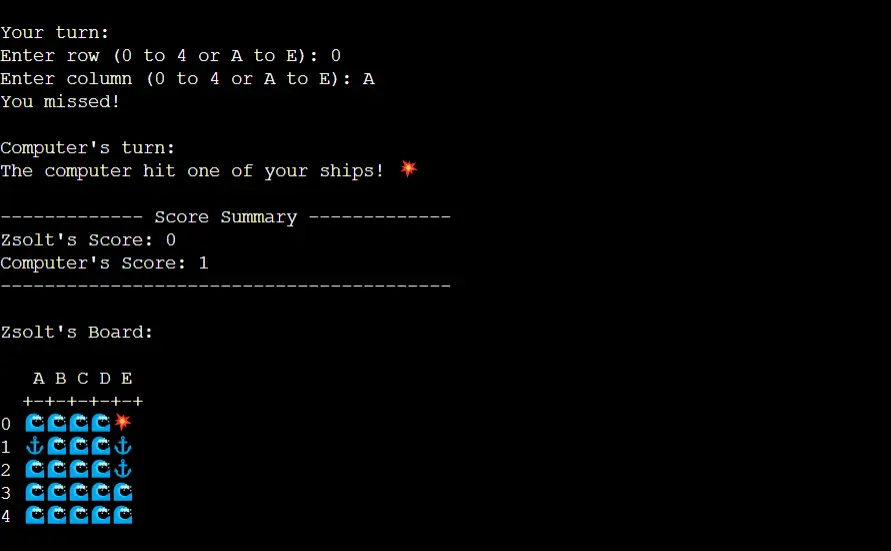 Your turn:
Enter row (0 to 4 or A to E): 0
Enter column (0 to 4 or A to E): A
You missed!
Computer's turn:
The computer hit one of your ships! 💥
------------- Score Summary -------------
Zsolt's Score: 0
Computer's Score: 1
-----------------------------------------
Zsolt's Board:
A B C D E
+-+-+-+-+-+
0 🌊🌊🌊🌊💥
1 ⚓🌊🌊🌊⚓
2 🌊🌊🌊🌊⚓
3 🌊🌊🌊🌊🌊
4 🌊🌊🌊🌊🌊